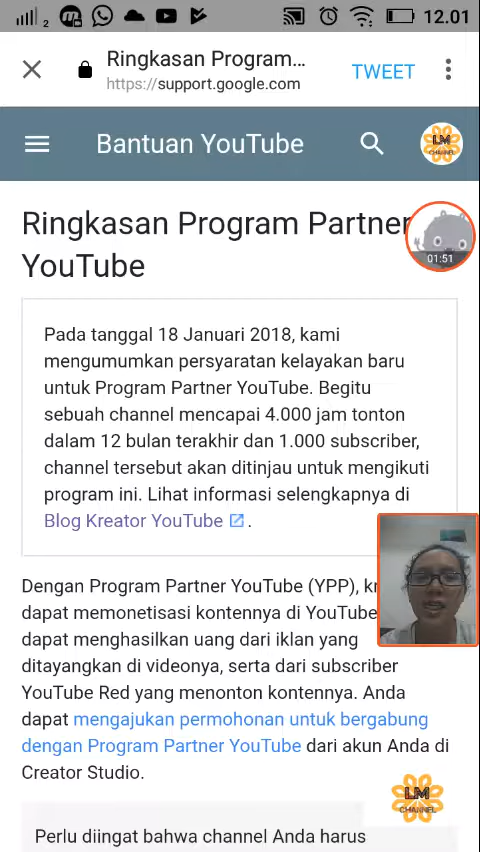 2
12.01
Ringkasan Program...
TWEET
https://support.google.com
Bantuan YouTube
LM
CHANNEL
Ringkasan Program Partner
YouTube
01:51
Pada tanggal 18 Januari 2018, kami
mengumumkan persyaratan kelayakan baru
untuk Program Partner YouTube. Begitu
sebuah channel mencapai 4.000 jam tonton
dalam 12 bulan terakhir dan 1.000 subscriber,
channel tersebut akan ditinjau untuk mengikuti
program ini. Lihat informasi selengkapnya di
Blog Kreator YouTube .
Dengan Program Partner YouTube (YPP),
dapat memonetisasi kontennya di YouTube
dapat menghasilkan uang dari iklan yang
ditayangkan di videonya, serta dari subscriber
YouTube Red yang menonton kontennya. Anda
dapat mengajukan permohonan untuk bergabung
dengan Program Partner YouTube dari akun Anda di
Creator Studio.
LM
CHANNEL
Perlu diingat bahwa channel Anda harus